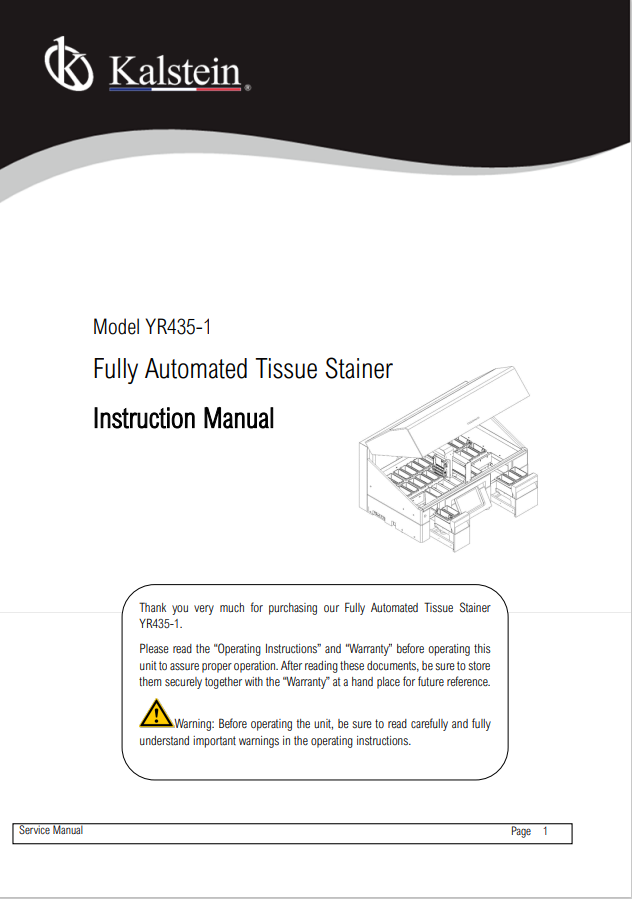 Kalstein®
Model YR435-1
Fully Automated Tissue Stainer
Instruction Manual
Thank you very much for purchasing our Fully Automated Tissue Stainer
YR435-1.
Please read the “Operating Instructions” and “Warranty” before operating this
unit to assure proper operation. After reading these documents, be sure to store
them securely together with the “Warranty” at a hand place for future reference.
Warning: Before operating the unit, be sure to read carefully and fully
understand important warnings in the operating instructions.
Service Manual Page 1